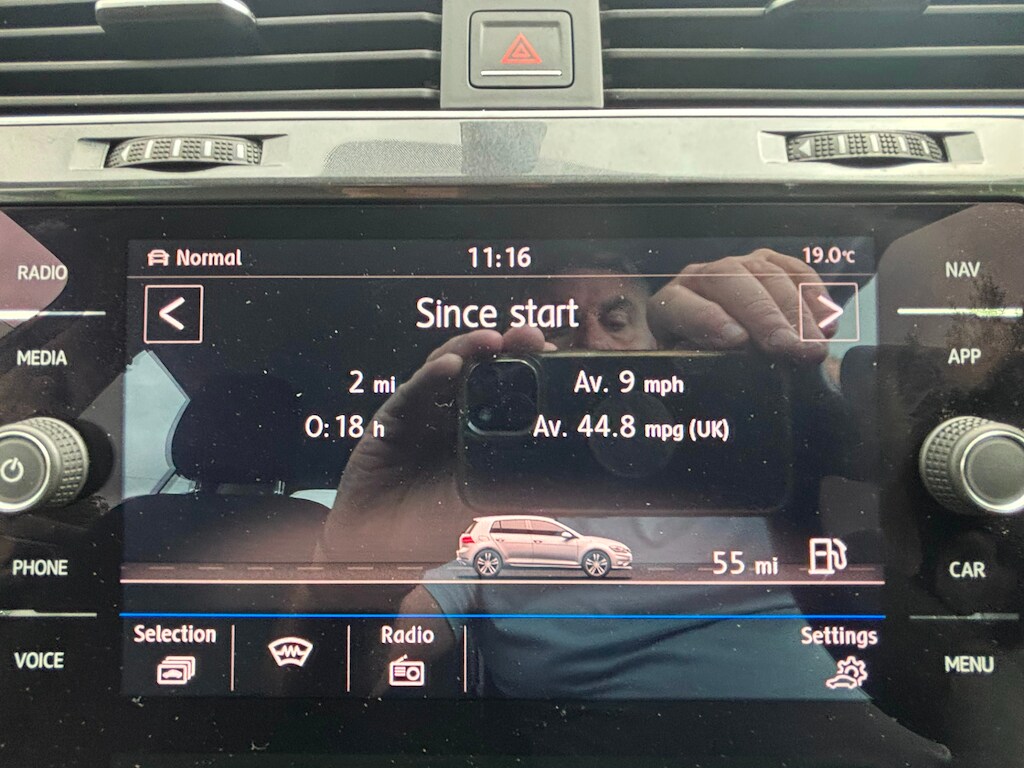 Normal
11:16
19.0°C
RADIO
NAV
<
Since start
>
MEDIA
APP
2 mi
Av. 9 mph
0:18 h
Av. 44.8 mpg (UK)
PHONE
55 mi
CAR
Selection
Radio
Settings
VOICE
MENU